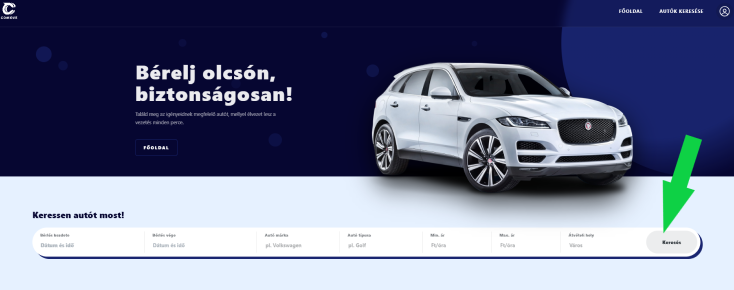 FŐOLDAL
AUTÓK KERESÉSE
Bérelj olcsón,
biztonságosan!
Találd meg az igényeidnek megfelelő autót, mellyel élvezet lesz a
vezetés minden perce.
FŐOLDAL
Keressen autót most!
Bérlés kezdete
Bérlés vége
Autó márka
Autó típusa
Min. ár
Max. ár
Átvételi hely
Dátum és idő
Dátum és idő
pl. Volkswagen
pl. Golf
Ft/óra
Ft/óra
Város
Keresés